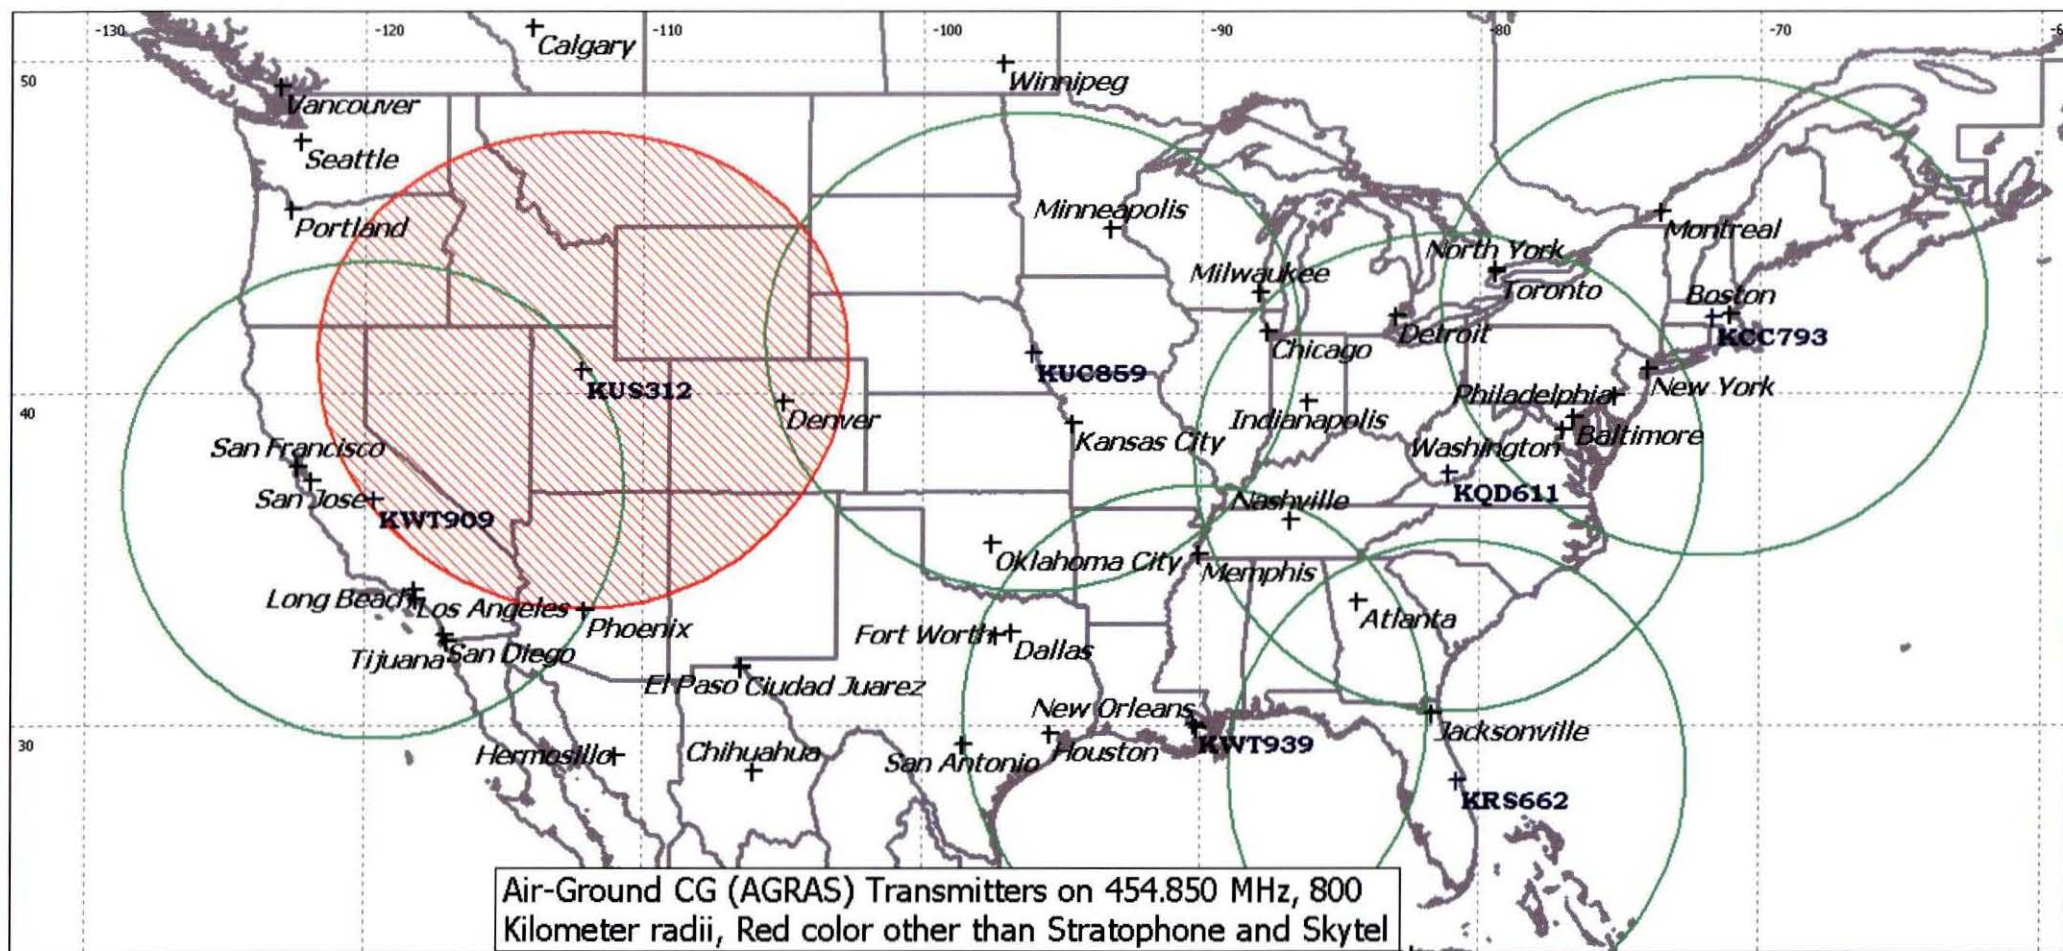 -130 -120 -110 -100 -90 -80 -70 -6
Calgary
50
Winnipeg
Vancouver
Seattle
Minneapolis
Portland
Montreal
North York
Milwaukee
Toronto
Boston
Detroit
KCC793
Chicago
KUC859
KUS312
40
Philadelphia
New York
Denver
Indianapolis
Kansas City
Washington
Baltimore
San Francisco
San Jose
KWT909
KQD611
Nashville
Oklahoma City
Memphis
Long Beach
Los Angeles
Phoenix
Atlanta
Fort Worth
Dallas
Tijuana
San Diego
El Paso Ciudad Juarez
New Orleans
30
Jacksonville
Hermosillo
Chihuahua
San Antonio
Houston
KWT939
KRS662
Air-Ground CG (AGRAS) Transmitters on 454.850 MHz, 800
Kilometer radii, Red color other than Stratophone and Skytel